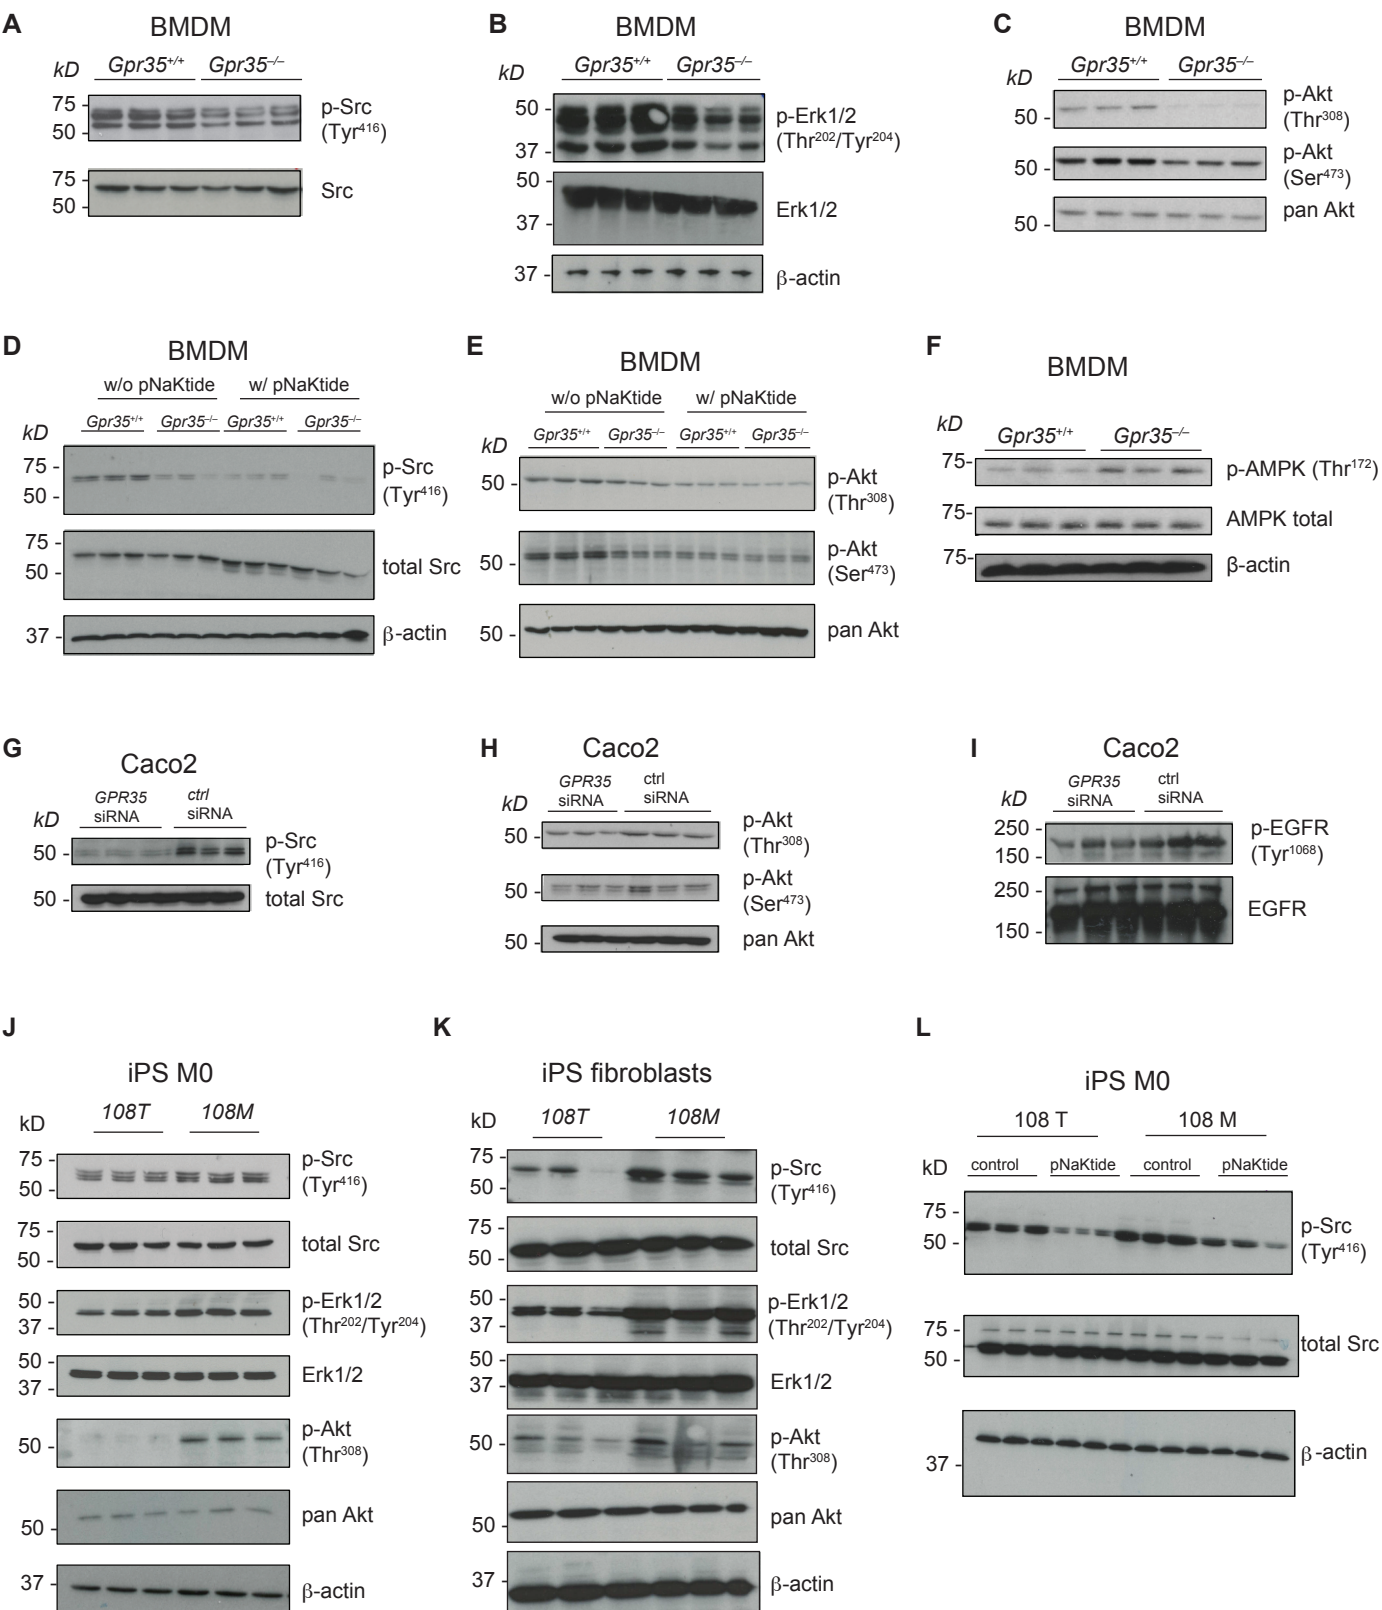 A
BMDM
Gpr35+/+ Gpr35–/–
kD
75
50
p-Src
(Tyr416)
75
50
Src
B
BMDM
Gpr35+/+ Gpr35–/–
kD
50
37
p-Erk1/2
(Thr202/Tyr204)
50
37
Erk1/2
37
β-actin
C
BMDM
Gpr35+/+ Gpr35–/–
kD
50
p-Akt
(Thr308)
50
p-Akt
(Ser473)
50
pan Akt
D
BMDM
w/o pNaKtide w/ pNaKtide
Gpr35+/+ Gpr35–/– Gpr35+/+ Gpr35–/–
kD
75
50
p-Src
(Tyr416)
75
50
total Src
37
β-actin
E
BMDM
w/o pNaKtide w/ pNaKtide
Gpr35+/+ Gpr35–/– Gpr35+/+ Gpr35–/–
kD
50
p-Akt
(Thr308)
50
p-Akt
(Ser473)
50
pan Akt
F
BMDM
kD
Gpr35+/+ Gpr35–/–
75
p-AMPK (Thr172)
75
AMPK total
75
β-actin
G
Caco2
GPR35 siRNA
ctrl siRNA
kD
50
p-Src
(Tyr416)
50
total Src
H
Caco2
GPR35 siRNA
ctrl siRNA
kD
50
p-Akt
(Thr308)
50
p-Akt
(Ser473)
50
pan Akt
I
Caco2
GPR35 siRNA
ctrl siRNA
kD
250
150
p-EGFR
(Tyr1068)
250
150
EGFR
J
iPS M0
108T 108M
kD
75
50
p-Src
(Tyr416)
75
50
total Src
50
37
p-Erk1/2
(Thr202/Tyr204)
50
37
Erk1/2
50
p-Akt
(Thr308)
50
pan Akt
37
β-actin
K
iPS fibroblasts
108T 108M
kD
75
50
p-Src
(Tyr416)
75
50
total Src
50
37
p-Erk1/2
(Thr202/Tyr204)
50
37
Erk1/2
50
p-Akt
(Thr308)
50
pan Akt
37
β-actin
L
iPS M0
108 T 108 M
kD
control pNaKtide control pNaKtide
75
50
p-Src
(Tyr416)
75
50
total Src
37
β-actin